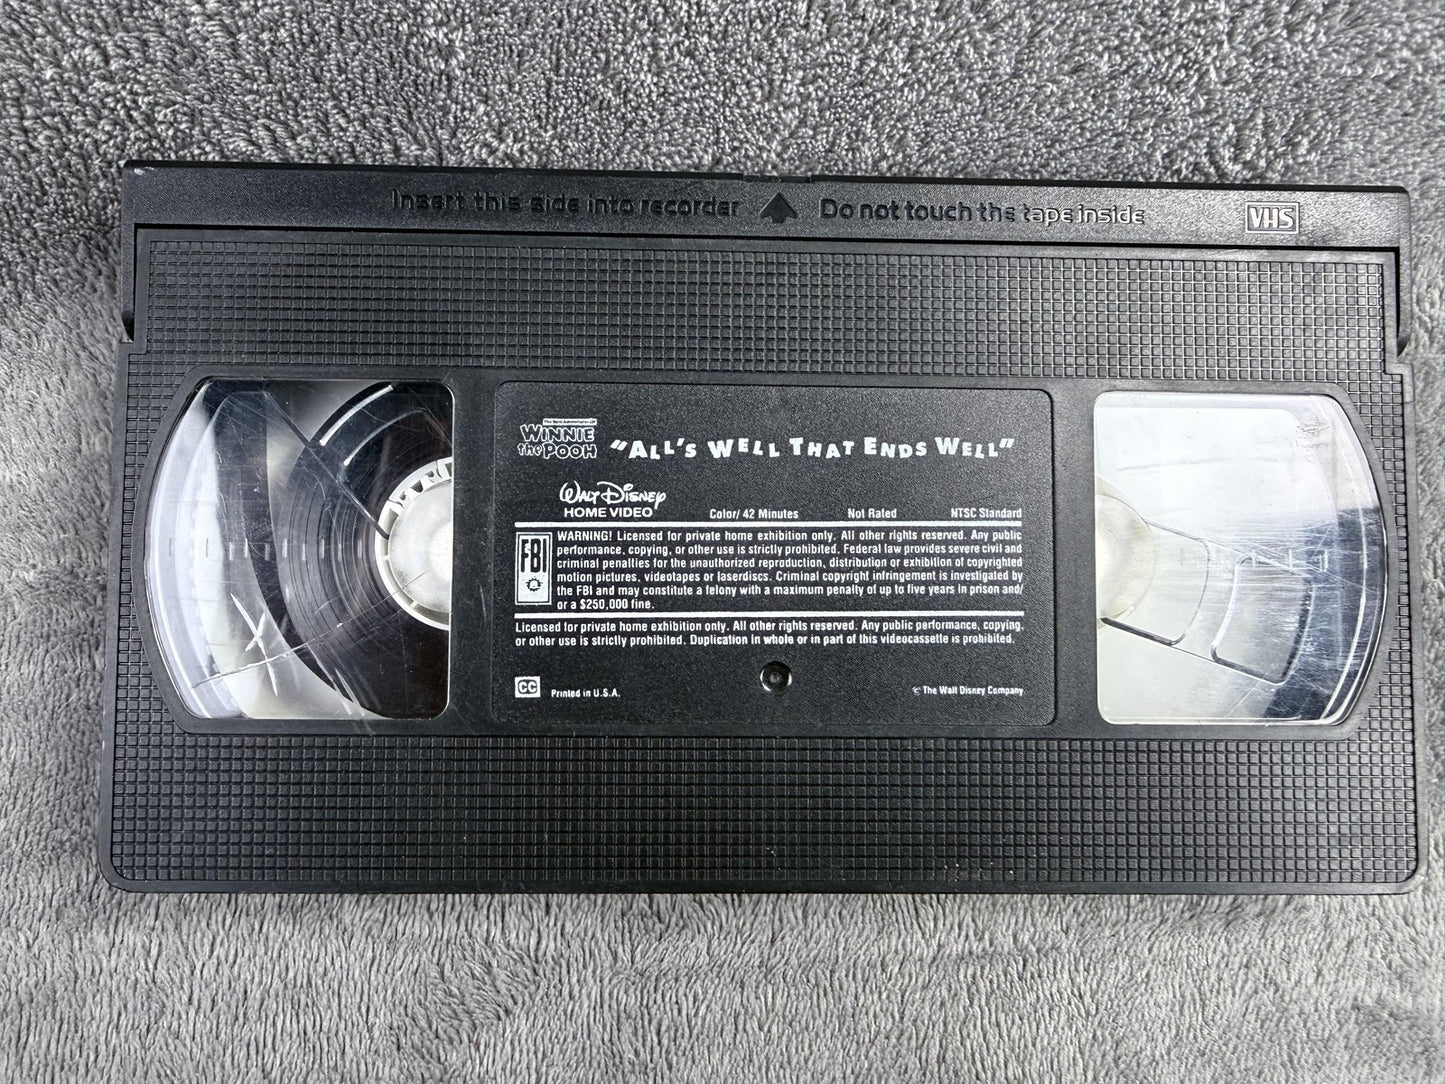 Insert this side into recorder Do not touch the tape inside VHS
The New Adventures OF
WINNIE
the POOH
"ALL'S WELL THAT ENDS WELL"
WALT DISNEY
HOME VIDEO
Color/ 42 Minutes Not Rated NTSC Standard
FBI
WARNING! Licensed for private home exhibition only. All other rights reserved. Any public
performance, copying, or other use is strictly prohibited. Federal law provides severe civil and
criminal penalties for the unauthorized reproduction, distribution or exhibition of copyrighted
motion pictures, videotapes or laserdiscs. Criminal copyright infringement is investigated by
the FBI and may constitute a felony with a maximum penalty of up to five years in prison and/
or a $250,000 fine.
Licensed for private home exhibition only. All other rights reserved. Any public performance, copying,
or other use is strictly prohibited. Duplication in whole or in part of this videocassette is prohibited.
CC Printed in U.S.A. © The Walt Disney Company